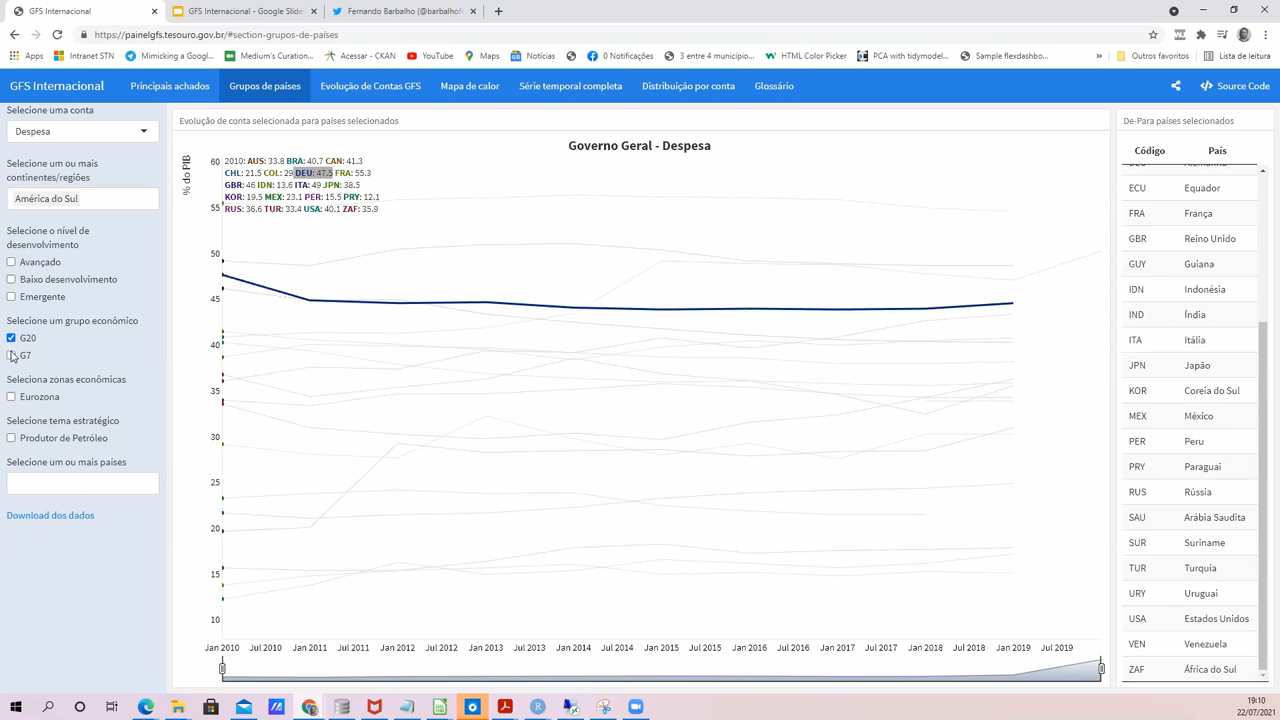 GFS Internacional
GFS Internacional - Google Slide
Fernando Barbalho (@barbalhofe
https://painelgfs.tesouro.gov.br/#section-grupos-de-países
Apps
Intranet STN
Mimicking a Googl...
Medium's Curation...
Acessar - CKAN
YouTube
Maps
Notícias
0 Notificações
3 entre 4 municípic...
HTML Color Picker
PCA with tidymodel...
Sample flexdashbo...
»
Outros favoritos
Lista de leitura
GFS Internacional
Principais achados
Grupos de países
Evolução de Contas GFS
Mapa de calor
Série temporal completa
Distribuição por conta
Glossário
Source Code
Selecione uma conta
Despesa
Selecione um ou mais
continentes/regiões
América do Sul
Selecione o nível de
desenvolvimento
Avançado
Baixo desenvolvimento
Emergente
Selecione um grupo econômico
G20
G7
Seleciona zonas econômicas
Eurozona
Selecione tema estratégico
Produtor de Petróleo
Selecione um ou mais países
Download dos dados
Evolução de conta selecionada para países selecionados
Governo Geral - Despesa
% do PIB
2010: AUS: 33.8 BRA: 40.7 CAN: 41.3
CHL: 21.5 COL: 29 DEU: 47.5 FRA: 55.3
GBR: 46 IDN: 13.6 ITA: 49 JPN: 38.5
KOR: 19.5 MEX: 23.1 PER: 15.5 PRY: 12.1
RUS: 36.6 TUR: 33.4 USA: 40.1 ZAF: 35.9
60
55
50
45
40
35
30
25
20
15
10
Jan 2010 Jul 2010 Jan 2011 Jul 2011 Jan 2012 Jul 2012 Jan 2013 Jul 2013 Jan 2014 Jul 2014 Jan 2015 Jul 2015 Jan 2016 Jul 2016 Jan 2017 Jul 2017 Jan 2018 Jul 2018 Jan 2019 Jul 2019
De-Para países selecionados
Código País
ECU Equador
FRA França
GBR Reino Unido
GUY Guiana
IDN Indonésia
IND Índia
ITA Itália
JPN Japão
KOR Coreia do Sul
MEX México
PER Peru
PRY Paraguai
RUS Rússia
SAU Arábia Saudita
SUR Suriname
TUR Turquia
URY Uruguai
USA Estados Unidos
VEN Venezuela
ZAF África do Sul
19:10
22/07/2021